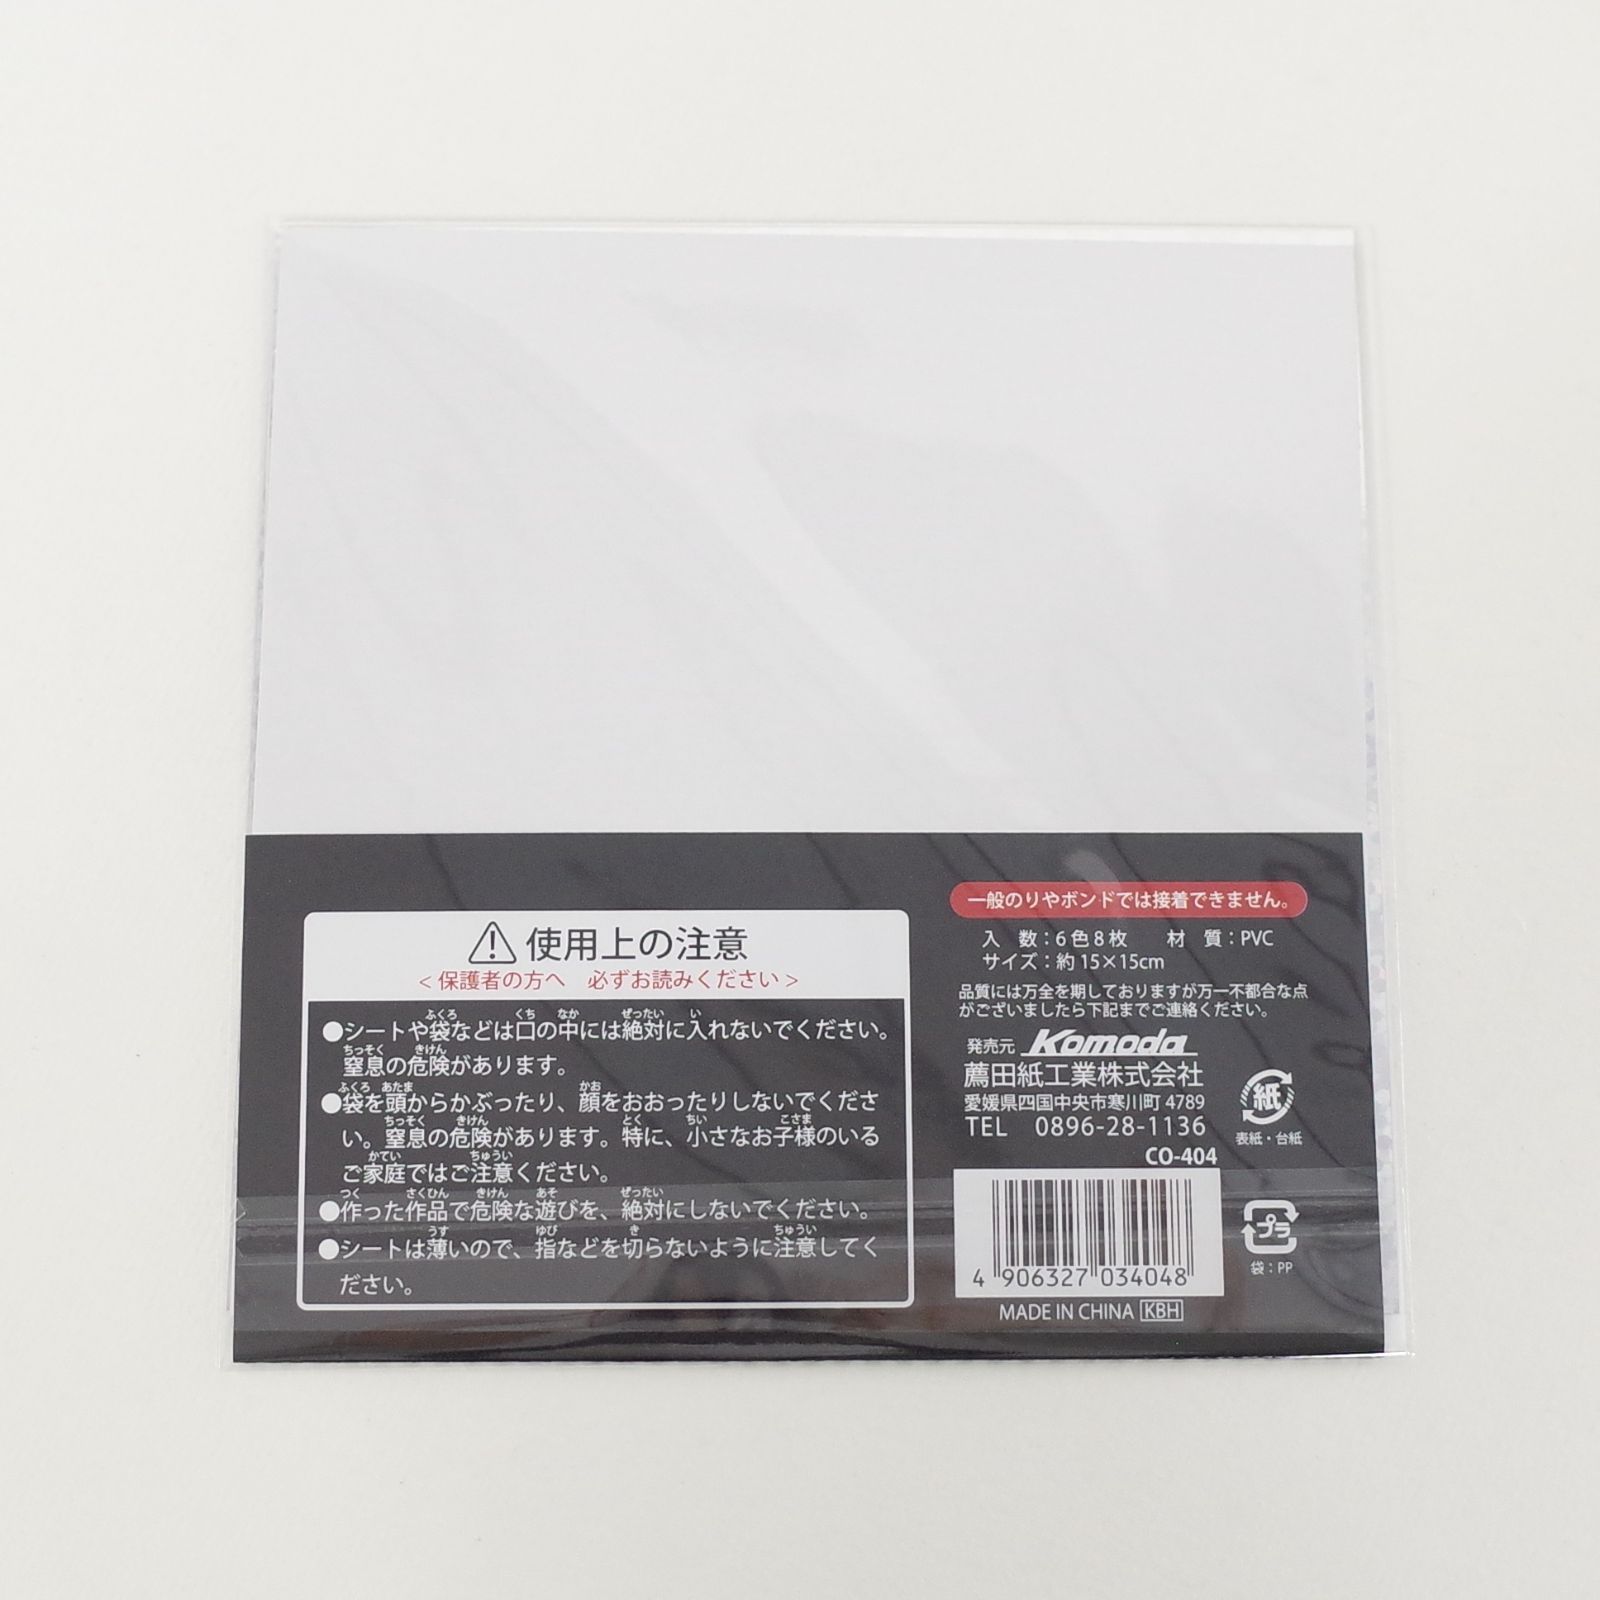 使用上の注意
<保護者の方へ 必ずお読みください>
●シートや袋などは口の中には絶対に入れないでください。
窒息の危険があります。
●袋を頭からかぶったり、顔をおおったりしないでくださ
い。窒息の危険があります。特に、小さなお子様のいる
ご家庭ではご注意ください。
●作った作品で危険な遊びを、絶対にしないでください。
●シートは薄いので、指などを切らないように注意してく
ださい。
一般のりやボンドでは接着できません。
入 数:6色8枚 材 質:PVC
サイズ:約15×15cm
品質には万全を期しておりますが万一不都合な点
がございましたら下記までご連絡ください。
発売元 Komoda
薦田紙工業株式会社
愛媛県四国中央市寒川町4789
TEL 0896-28-1136
CO-404
4 906327 034048
MADE IN CHINA KBH
紙
表紙・台紙
プラ
袋:PP